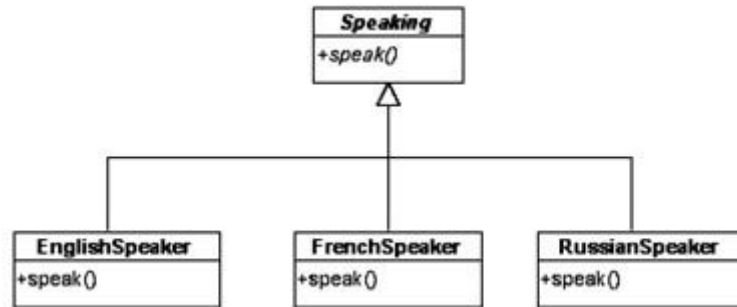 Speaking
+speak()
EnglishSpeaker
+speak()
FrenchSpeaker
+speak()
RussianSpeaker
+speak()